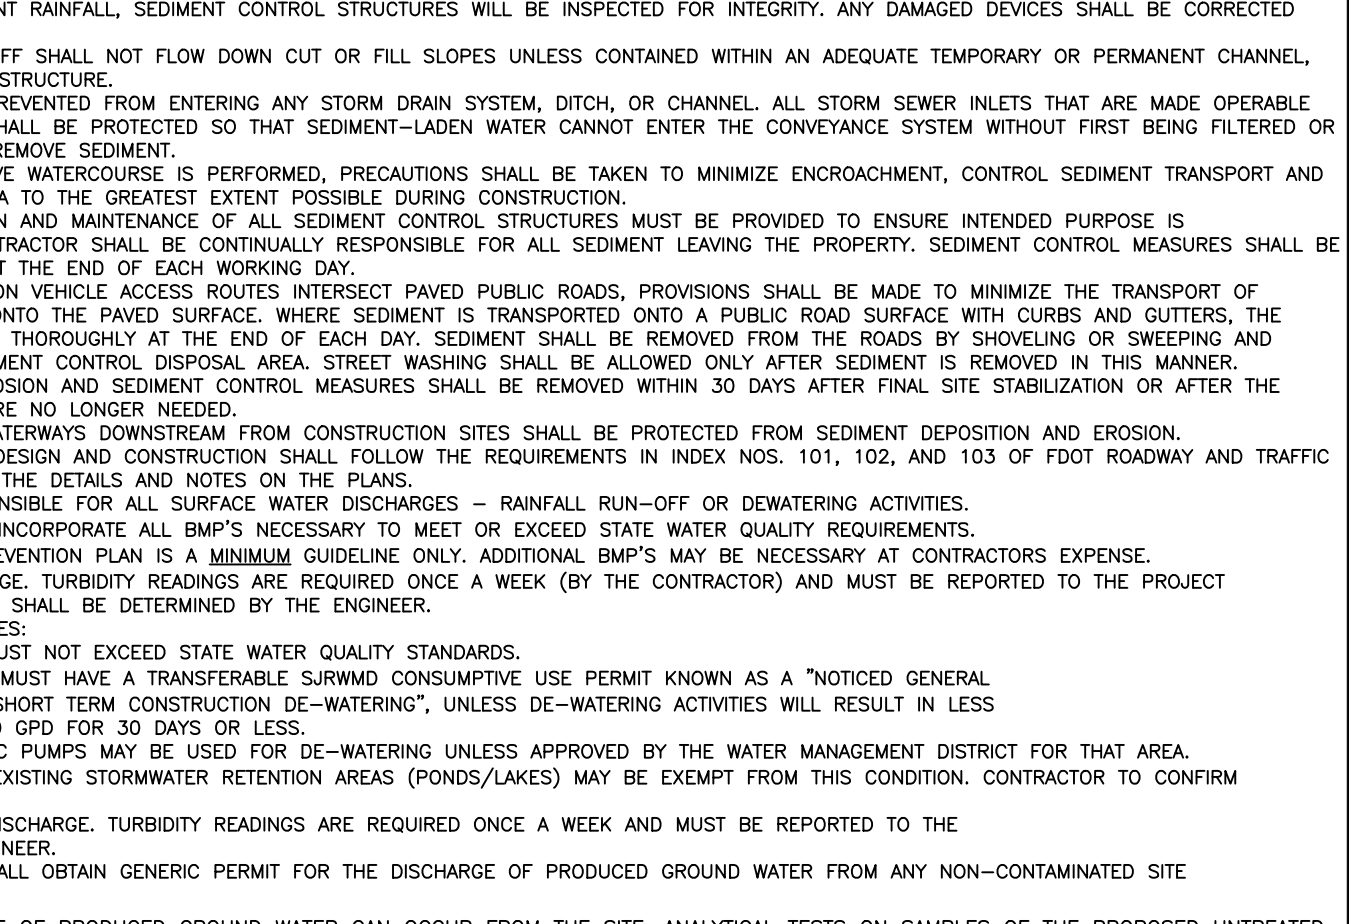 NT RAINFALL, SEDIMENT CONTROL STRUCTURES WILL BE INSPECTED FOR INTEGRITY. ANY DAMAGED DEVICES SHALL BE CORRECTED
FF SHALL NOT FLOW DOWN CUT OR FILL SLOPES UNLESS CONTAINED WITHIN AN ADEQUATE TEMPORARY OR PERMANENT CHANNEL,
STRUCTURE.
REVENTED FROM ENTERING ANY STORM DRAIN SYSTEM, DITCH, OR CHANNEL. ALL STORM SEWER INLETS THAT ARE MADE OPERABLE
HALL BE PROTECTED SO THAT SEDIMENT–LADEN WATER CANNOT ENTER THE CONVEYANCE SYSTEM WITHOUT FIRST BEING FILTERED OR
REMOVE SEDIMENT.
VE WATERCOURSE IS PERFORMED, PRECAUTIONS SHALL BE TAKEN TO MINIMIZE ENCROACHMENT, CONTROL SEDIMENT TRANSPORT AND
A TO THE GREATEST EXTENT POSSIBLE DURING CONSTRUCTION.
N AND MAINTENANCE OF ALL SEDIMENT CONTROL STRUCTURES MUST BE PROVIDED TO ENSURE INTENDED PURPOSE IS
TRACTOR SHALL BE CONTINUALLY RESPONSIBLE FOR ALL SEDIMENT LEAVING THE PROPERTY. SEDIMENT CONTROL MEASURES SHALL BE
T THE END OF EACH WORKING DAY.
ON VEHICLE ACCESS ROUTES INTERSECT PAVED PUBLIC ROADS, PROVISIONS SHALL BE MADE TO MINIMIZE THE TRANSPORT OF
ONTO THE PAVED SURFACE. WHERE SEDIMENT IS TRANSPORTED ONTO A PUBLIC ROAD SURFACE WITH CURBS AND GUTTERS, THE
THOROUGHLY AT THE END OF EACH DAY. SEDIMENT SHALL BE REMOVED FROM THE ROADS BY SHOVELING OR SWEEPING AND
MENT CONTROL DISPOSAL AREA. STREET WASHING SHALL BE ALLOWED ONLY AFTER SEDIMENT IS REMOVED IN THIS MANNER.
OSION AND SEDIMENT CONTROL MEASURES SHALL BE REMOVED WITHIN 30 DAYS AFTER FINAL SITE STABILIZATION OR AFTER THE
RE NO LONGER NEEDED.
ATERWAYS DOWNSTREAM FROM CONSTRUCTION SITES SHALL BE PROTECTED FROM SEDIMENT DEPOSITION AND EROSION.
DESIGN AND CONSTRUCTION SHALL FOLLOW THE REQUIREMENTS IN INDEX NOS. 101, 102, AND 103 OF FDOT ROADWAY AND TRAFFIC
THE DETAILS AND NOTES ON THE PLANS.
NSIBLE FOR ALL SURFACE WATER DISCHARGES – RAINFALL RUN–OFF OR DEWATERING ACTIVITIES.
INCORPORATE ALL BMP'S NECESSARY TO MEET OR EXCEED STATE WATER QUALITY REQUIREMENTS.
EVENTION PLAN IS A MINIMUM GUIDELINE ONLY. ADDITIONAL BMP'S MAY BE NECESSARY AT CONTRACTORS EXPENSE.
GE. TURBIDITY READINGS ARE REQUIRED ONCE A WEEK (BY THE CONTRACTOR) AND MUST BE REPORTED TO THE PROJECT
SHALL BE DETERMINED BY THE ENGINEER.
ES:
UST NOT EXCEED STATE WATER QUALITY STANDARDS.
MUST HAVE A TRANSFERABLE SJRWMD CONSUMPTIVE USE PERMIT KNOWN AS A "NOTICED GENERAL
SHORT TERM CONSTRUCTION DE–WATERING", UNLESS DE–WATERING ACTIVITIES WILL RESULT IN LESS
GPD FOR 30 DAYS OR LESS.
C PUMPS MAY BE USED FOR DE–WATERING UNLESS APPROVED BY THE WATER MANAGEMENT DISTRICT FOR THAT AREA.
EXISTING STORMWATER RETENTION AREAS (PONDS/LAKES) MAY BE EXEMPT FROM THIS CONDITION. CONTRACTOR TO CONFIRM
ISCHARGE. TURBIDITY READINGS ARE REQUIRED ONCE A WEEK AND MUST BE REPORTED TO THE
NEER.
ALL OBTAIN GENERIC PERMIT FOR THE DISCHARGE OF PRODUCED GROUND WATER FROM ANY NON–CONTAMINATED SITE
OF PRODUCED GROUND WATER CAN OCCUR FROM THE SITE, ANALYTICAL TESTS ON SAMPLES OF THE PROPOSED UNTREATED